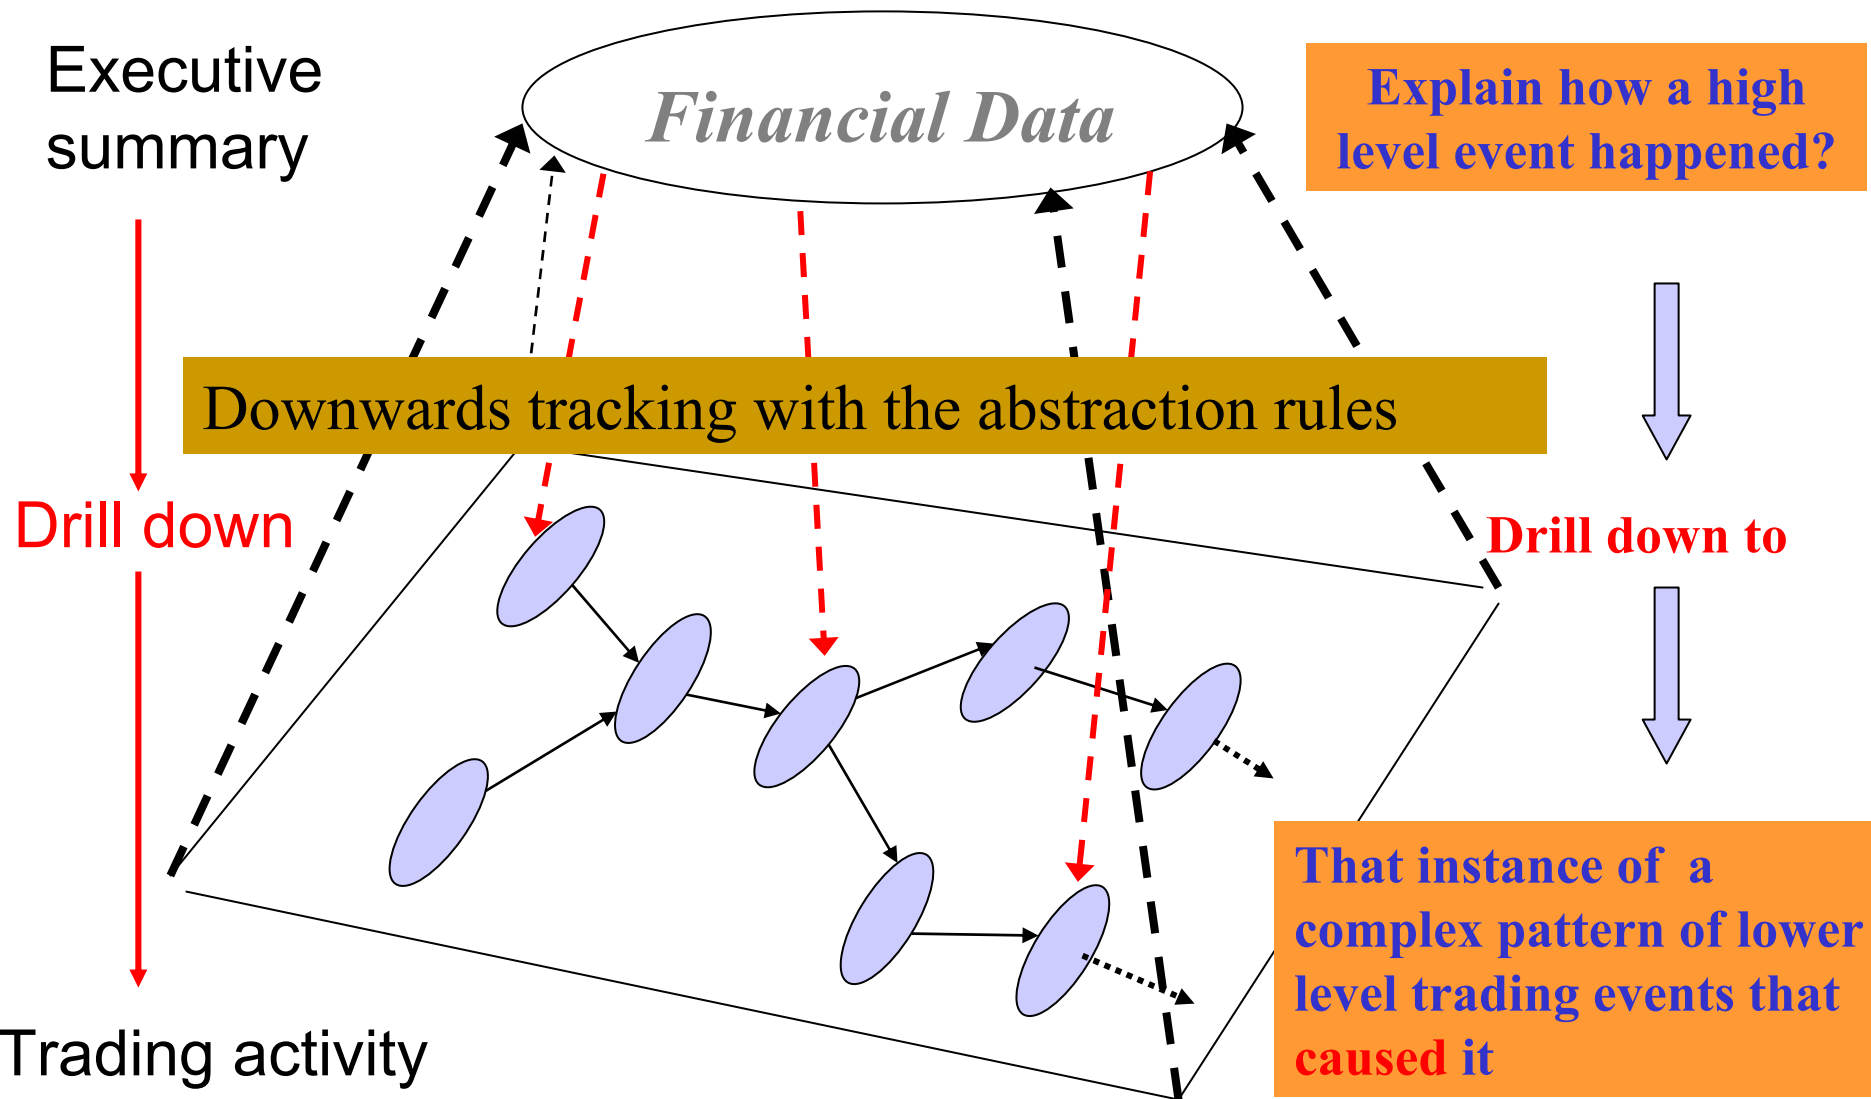 Executive
summary
Financial Data
Explain how a high
level event happened?
Downwards tracking with the abstraction rules
Drill down
Drill down to
That instance of a
complex pattern of lower
level trading events that
caused it
Trading activity